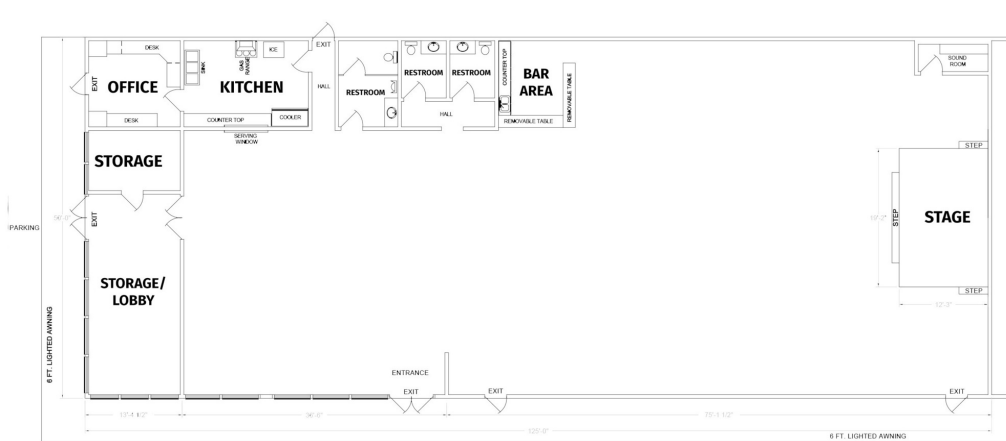 DESK
EXIT
OFFICE
DESK
SINK
GAS
RANGE
ICE
KITCHEN
COUNTER TOP
COOLER
SERVING
WINDOW
EXIT
HALL
RESTROOM
RESTROOM
RESTROOM
HALL
COUNTER TOP
BAR
AREA
REMOVABLE TABLE
REMOVABLE TABLE
SOUND
ROOM
STORAGE
EXIT
PARKING
STORAGE/
LOBBY
6 FT. LIGHTED AWNING
STEP
STEP
STAGE
STEP
ENTRANCE
EXIT
EXIT
EXIT
6 FT. LIGHTED AWNING